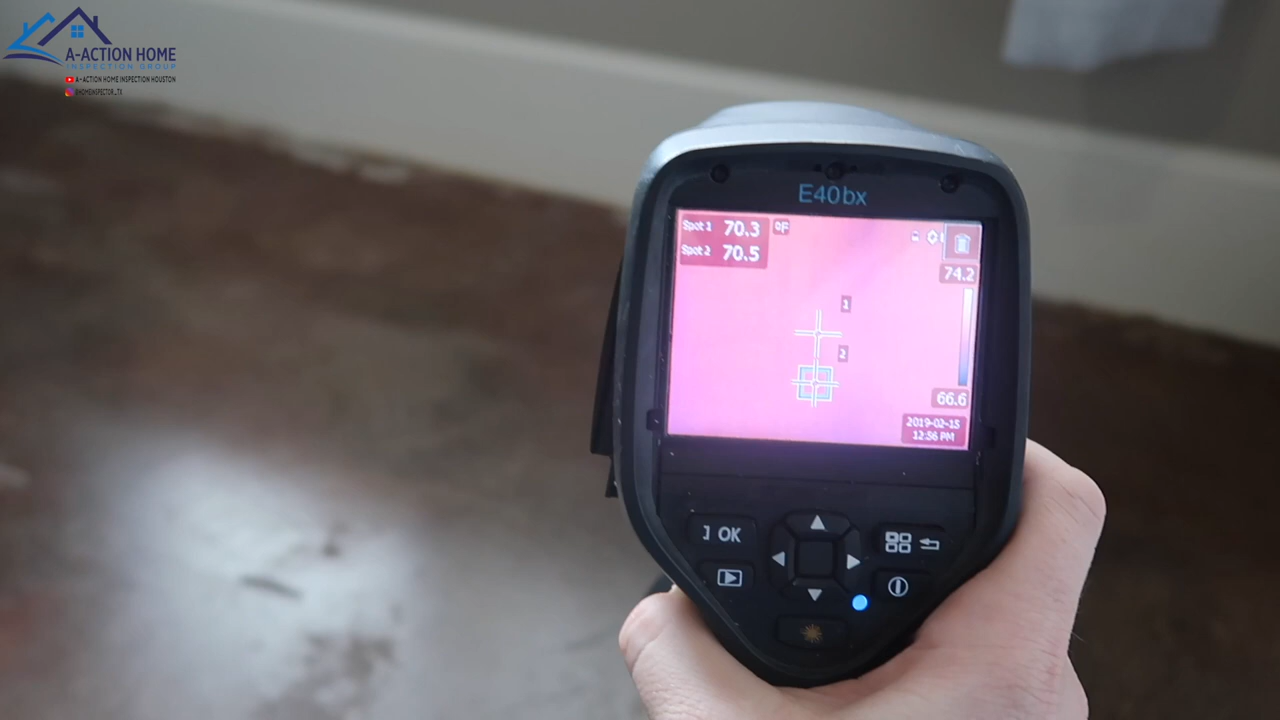 A-ACTION HOME
INSPECTION GROUP
A-ACTION HOME INSPECTION HOUSTON
@HOMEINSPECTOR_TX
E40bx
Spot 1 70.3 °F
Spot 2 70.5
74.2
1
2
66.6
2019-02-15
12:56 PM
OK